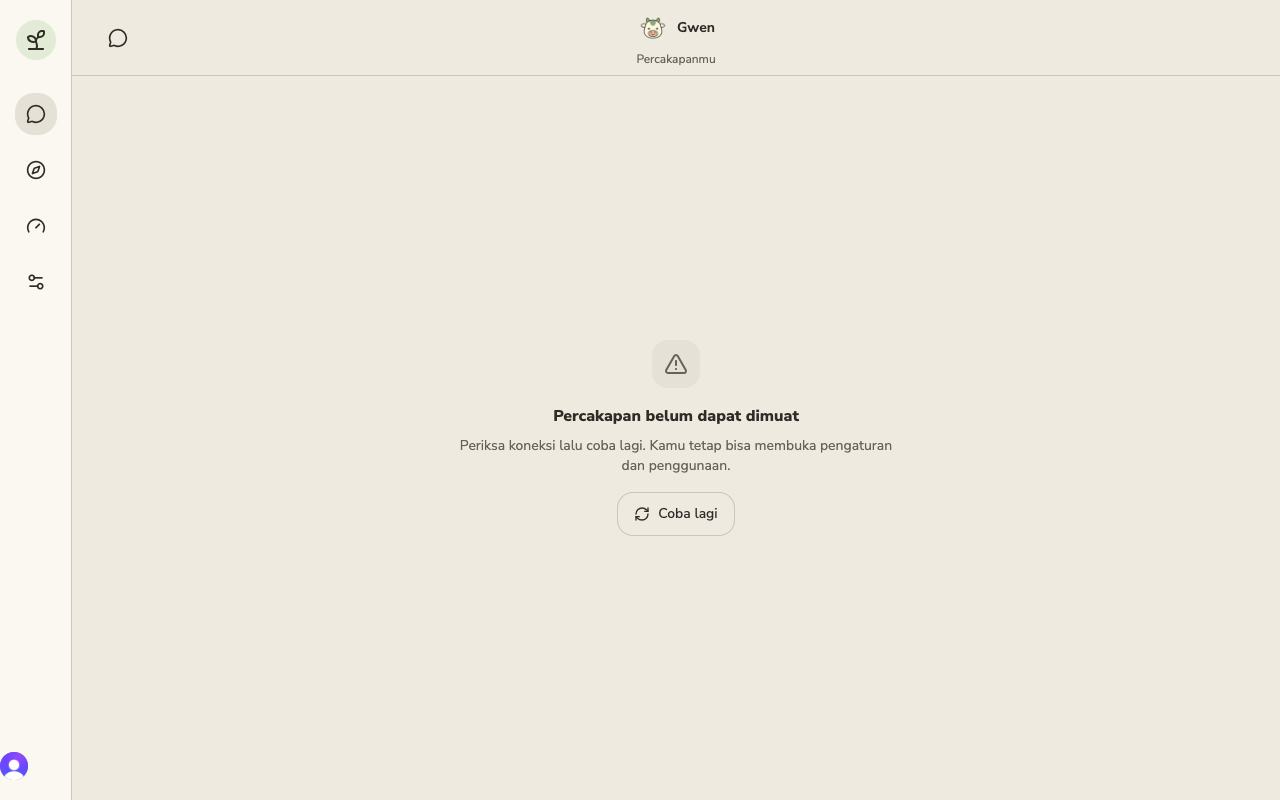 Gwen
Percakapanmu
Percakapan belum dapat dimuat
Periksa koneksi lalu coba lagi. Kamu tetap bisa membuka pengaturan
dan penggunaan.
Coba lagi